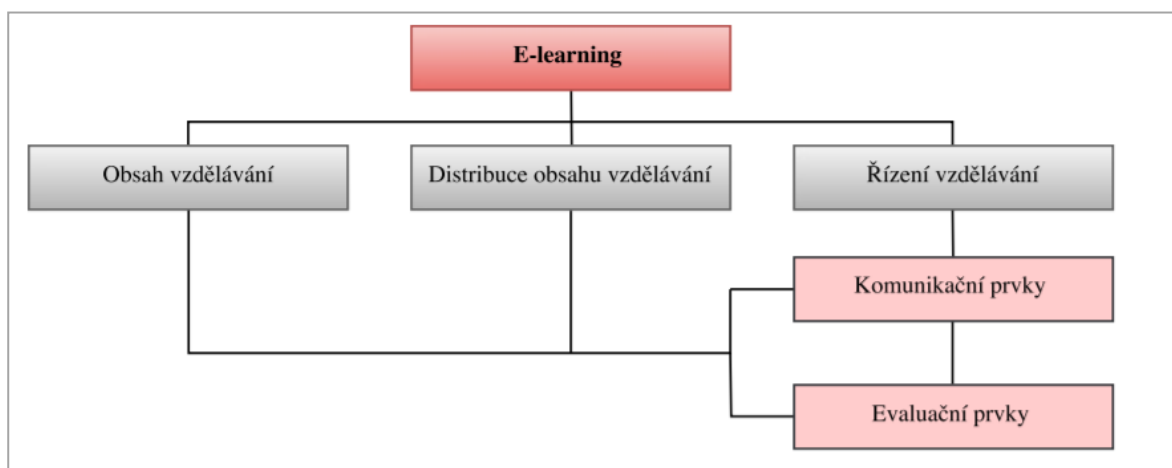 E-learning
Obsah vzdělávání
Distribuce obsahu vzdělávání
Řízení vzdělávání
Komunikační prvky
Evaluační prvky